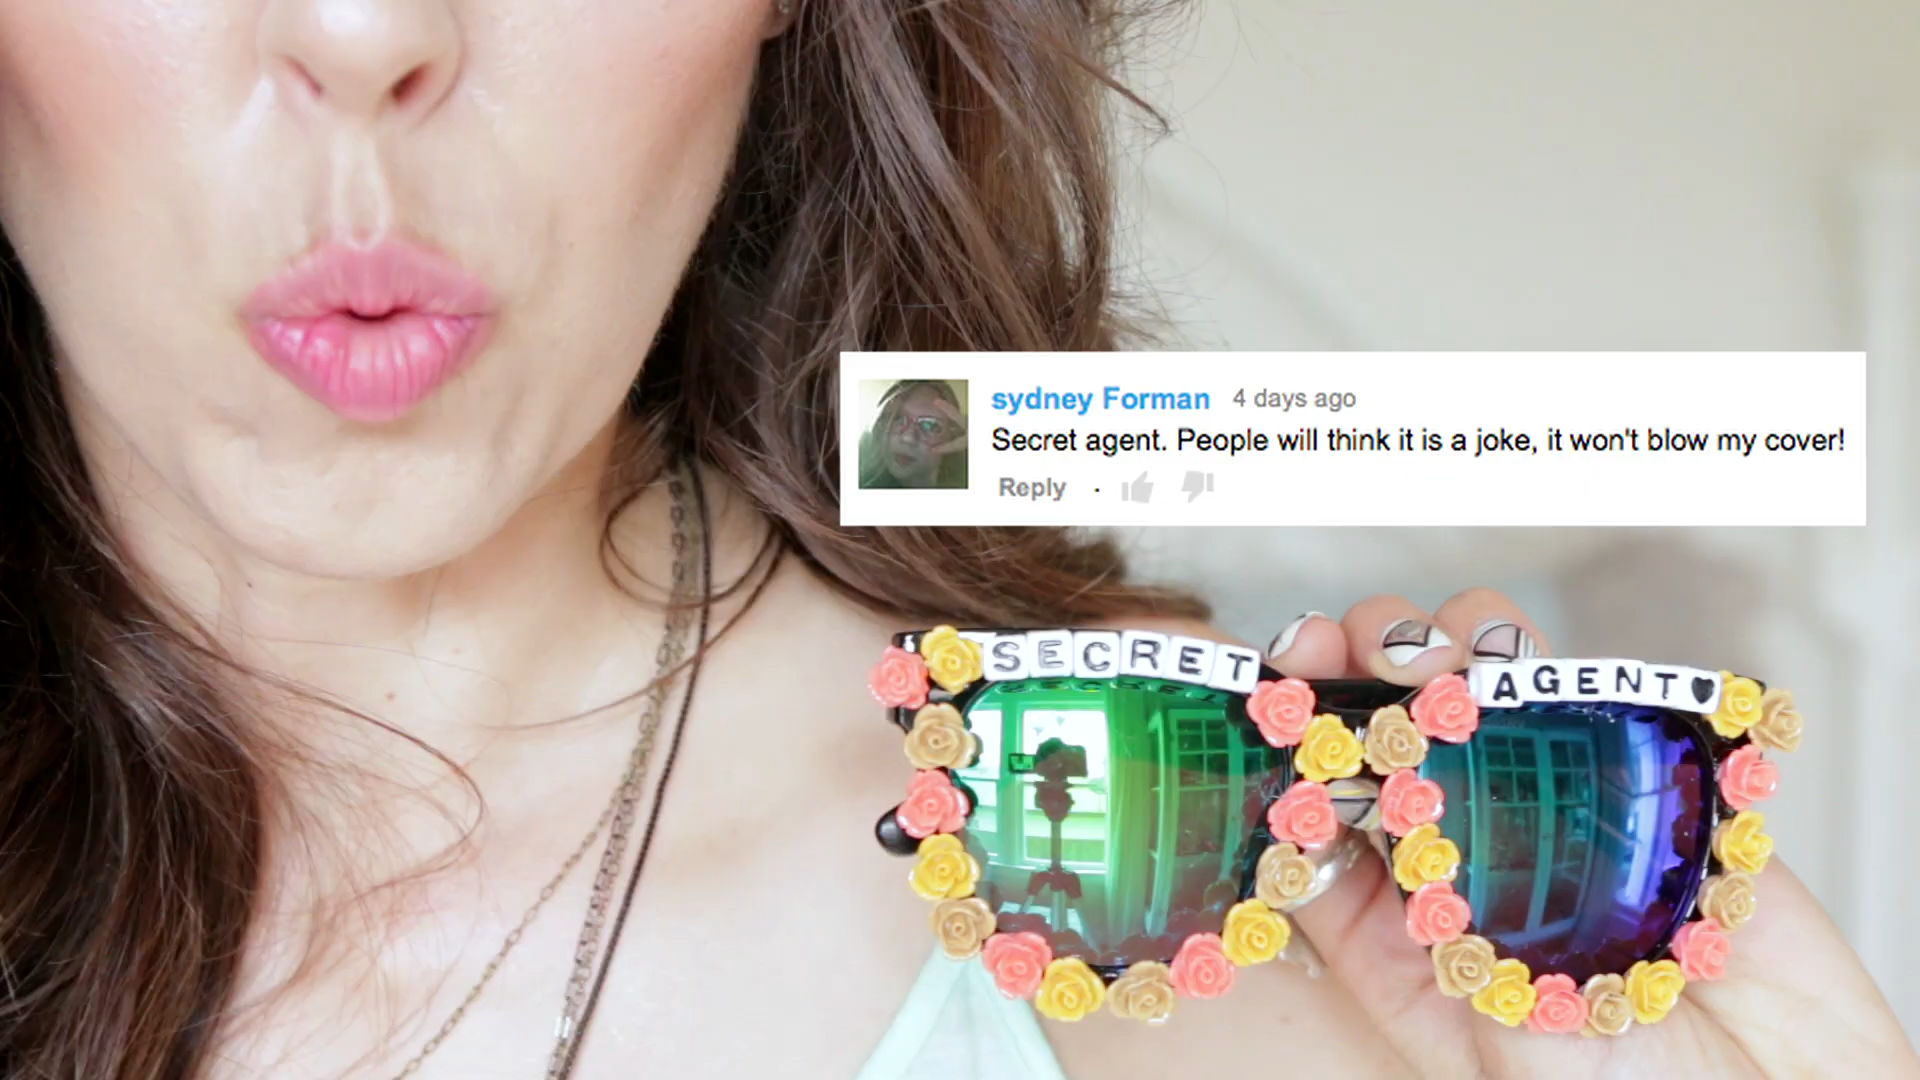 sydney Forman 4 days ago
Secret agent. People will think it is a joke, it won't blow my cover!
Reply ·
SECRET AGENT♥